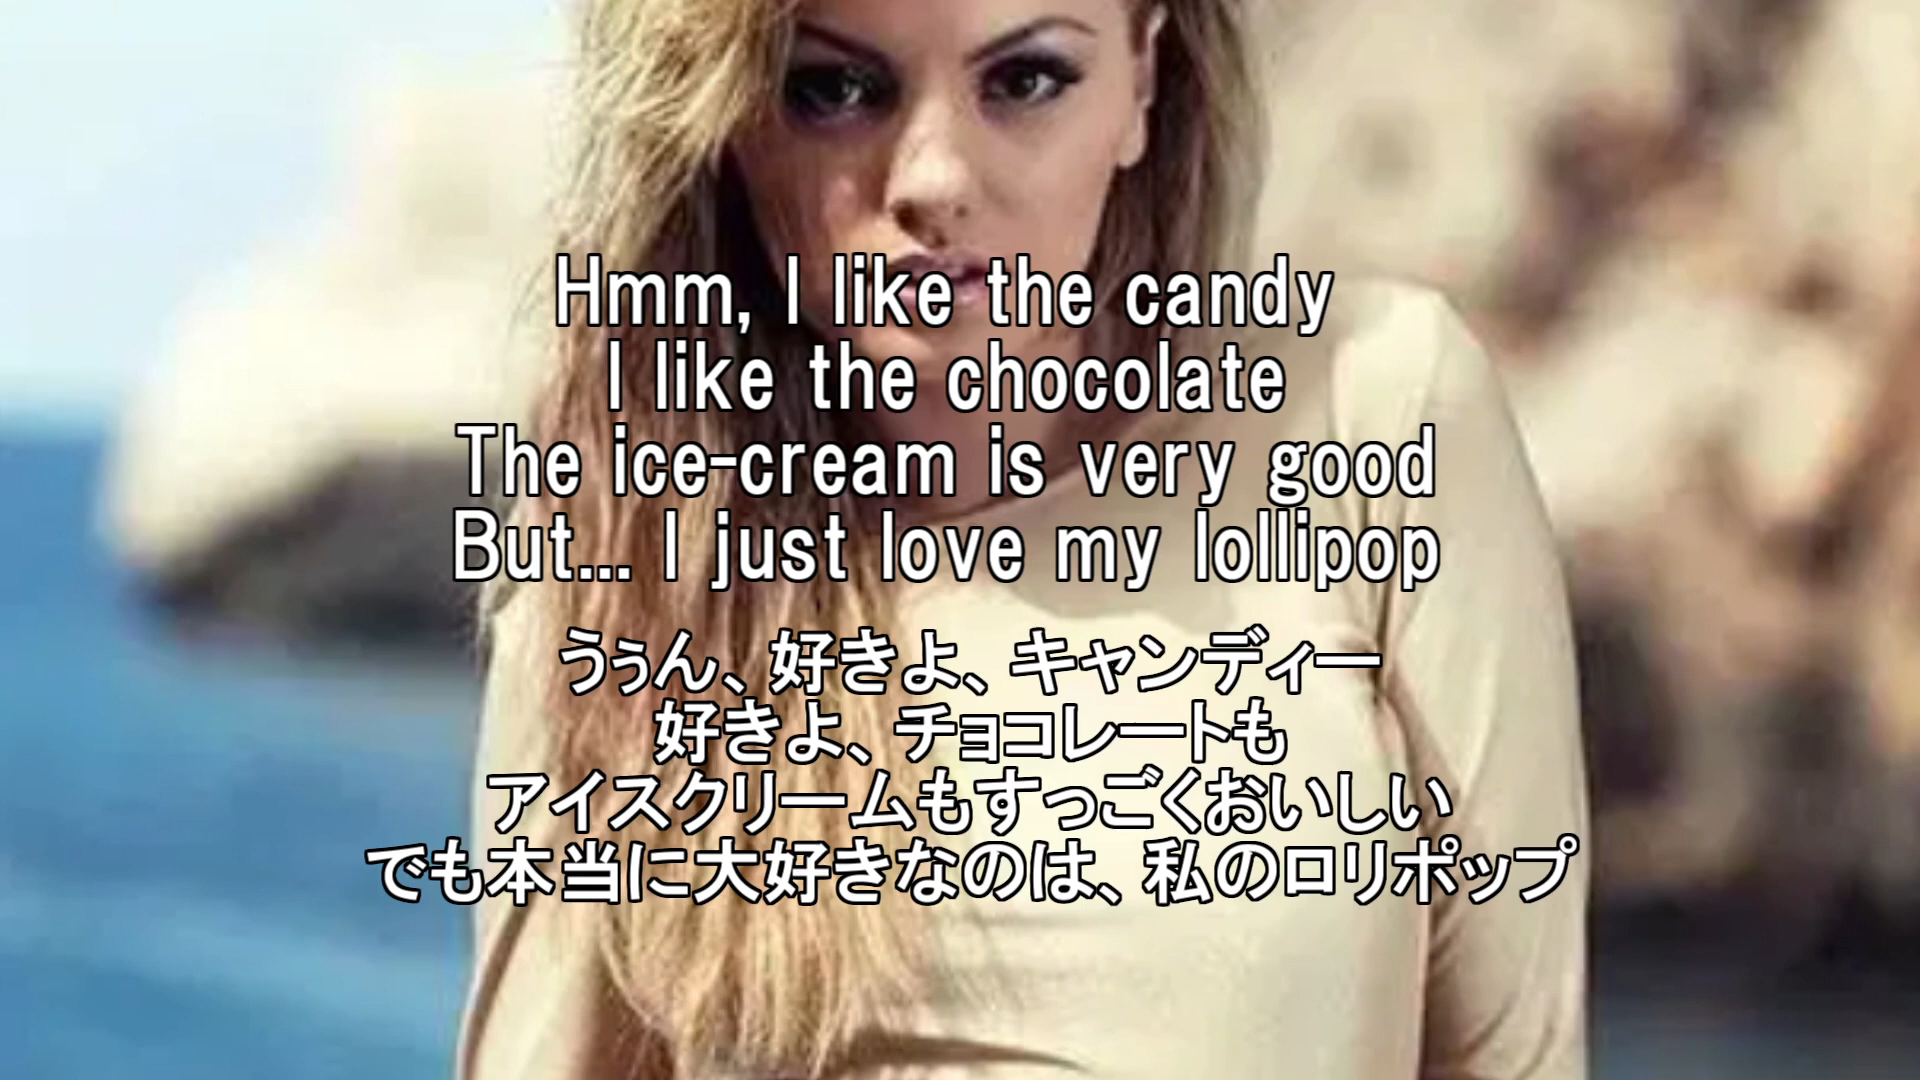 Hmm, I like the candy
I like the chocolate
The ice-cream is very good
But... I just love my lollipop
うぅん、好きよ、キャンディー
好きよ、チョコレートも
アイスクリームもすっごくおいしい
でも本当に大好きなのは、私のロリポップ